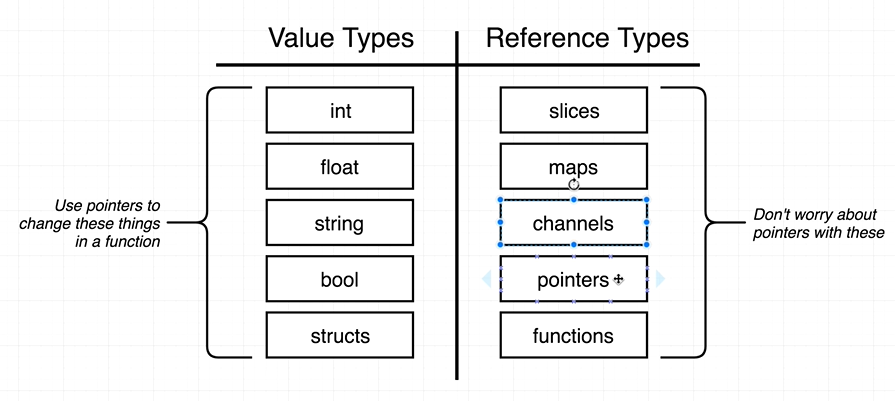 Value Types
Reference Types
int
slices
float
maps
Use pointers to
change these things
in a function
string
channels
Don't worry about
pointers with these
bool
pointers
structs
functions